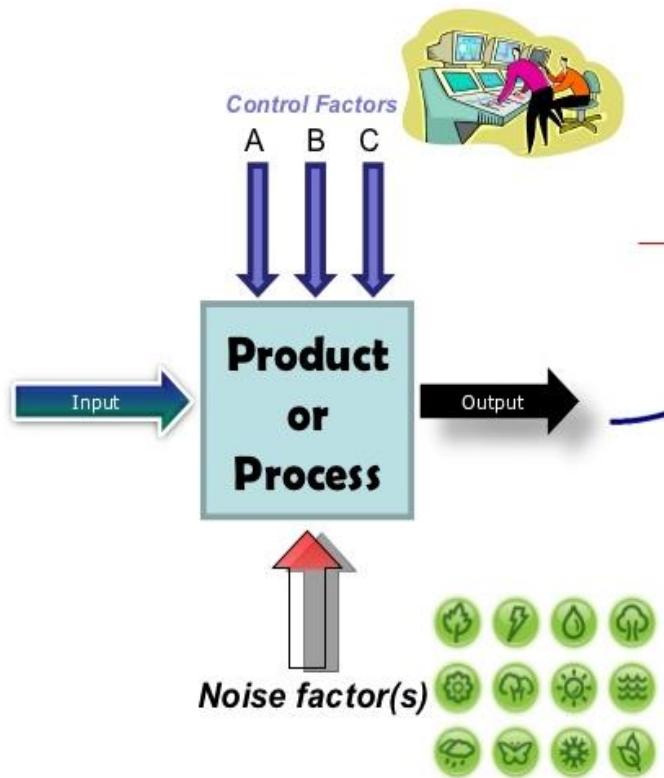 Control Factors
A B C
Product
or
Process
Input
Output
Noise factor(s)